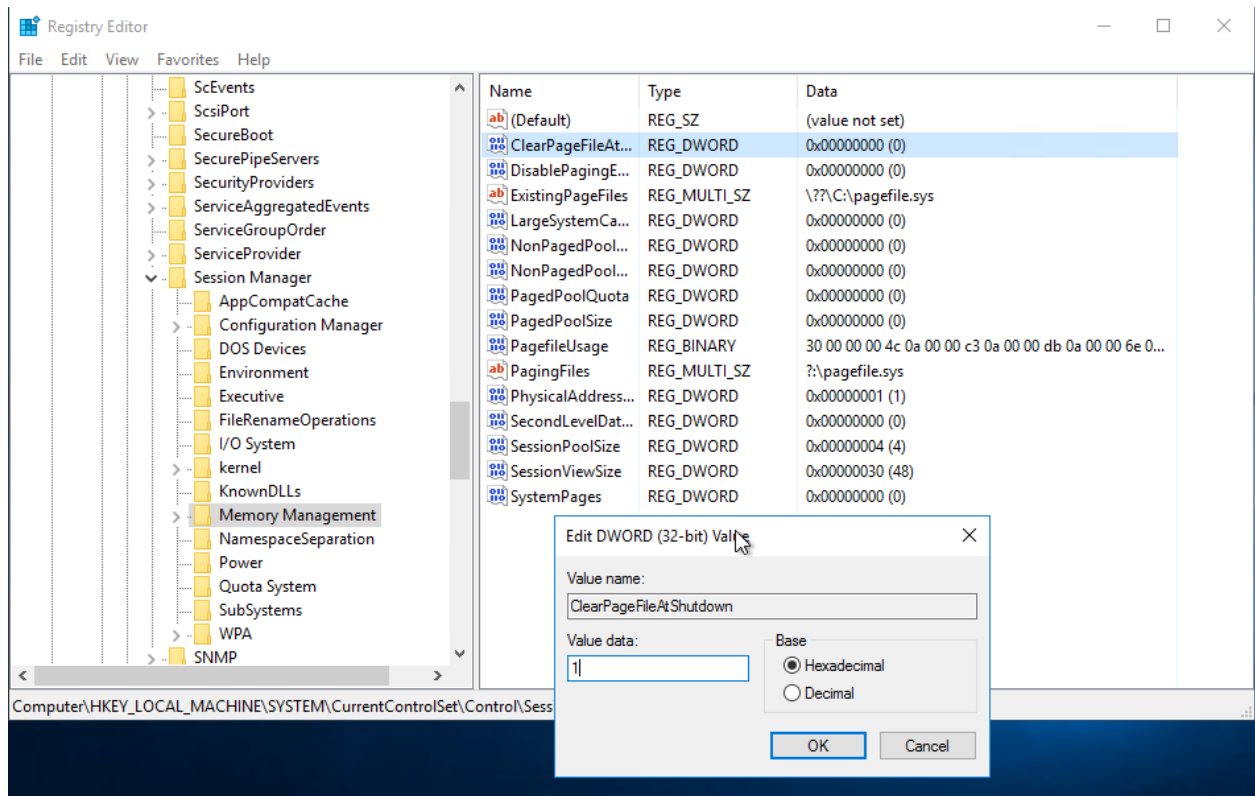 Registry Editor
File Edit View Favorites Help
ScEvents
ScsiPort
SecureBoot
SecurePipeServers
SecurityProviders
ServiceAggregatedEvents
ServiceGroupOrder
ServiceProvider
Session Manager
AppCompatCache
Configuration Manager
DOS Devices
Environment
Executive
FileRenameOperations
I/O System
kernel
KnownDLLs
Memory Management
NamespaceSeparation
Power
Quota System
SubSystems
WPA
SNMP
Name Type Data
(Default) REG_SZ (value not set)
ClearPageFileAt... REG_DWORD 0x00000000 (0)
DisablePagingE... REG_DWORD 0x00000000 (0)
ExistingPageFiles REG_MULTI_SZ \??\C:\pagefile.sys
LargeSystemCa... REG_DWORD 0x00000000 (0)
NonPagedPool... REG_DWORD 0x00000000 (0)
NonPagedPool... REG_DWORD 0x00000000 (0)
PagedPoolQuota REG_DWORD 0x00000000 (0)
PagedPoolSize REG_DWORD 0x00000000 (0)
PagefileUsage REG_BINARY 30 00 00 00 4c 0a 00 00 c3 0a 00 00 db 0a 00 00 6e 0...
PagingFiles REG_MULTI_SZ ?:\pagefile.sys
PhysicalAddress... REG_DWORD 0x00000001 (1)
SecondLevelDat... REG_DWORD 0x00000000 (0)
SessionPoolSize REG_DWORD 0x00000004 (4)
SessionViewSize REG_DWORD 0x00000030 (48)
SystemPages REG_DWORD 0x00000000 (0)
Edit DWORD (32-bit) Value
Value name:
ClearPageFileAtShutdown
Value data:
1
Base
Hexadecimal
Decimal
OK Cancel
Computer\HKEY_LOCAL_MACHINE\SYSTEM\CurrentControlSet\Control\Sess